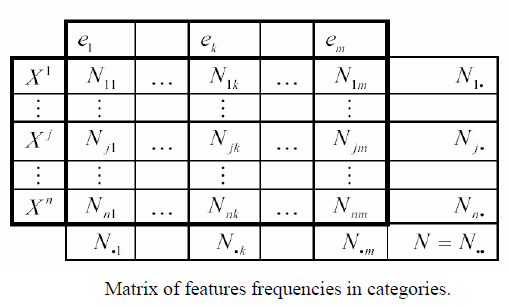 e₁ eₖ eₘ
X¹ N₁₁ … N₁ₖ … N₁ₘ N₁•
⋮ ⋮ ⋮ ⋮
Xʲ Nⱼ₁ … Nⱼₖ … Nⱼₘ Nⱼ•
⋮ ⋮ ⋮ ⋮
Xⁿ Nₙ₁ … Nₙₖ … Nₙₘ Nₙ•
N•₁ N•ₖ N•ₘ N = N••
Matrix of features frequencies in categories.